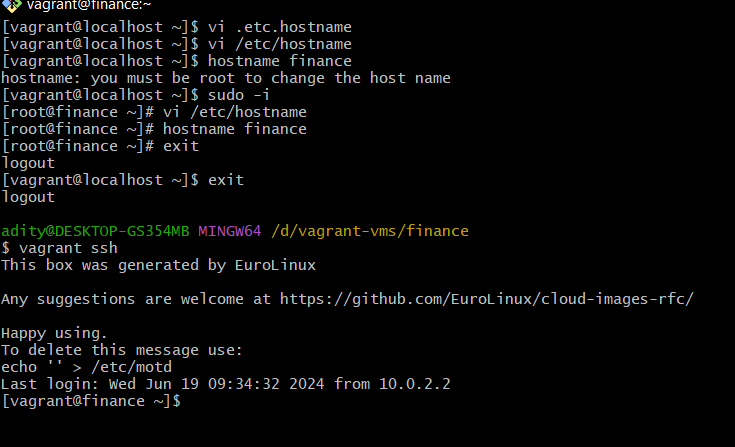 vagrant@finance:~
[vagrant@localhost ~]$ vi .etc.hostname
[vagrant@localhost ~]$ vi /etc/hostname
[vagrant@localhost ~]$ hostname finance
hostname: you must be root to change the host name
[vagrant@localhost ~]$ sudo -i
[root@finance ~]# vi /etc/hostname
[root@finance ~]# hostname finance
[root@finance ~]# exit
logout
[vagrant@localhost ~]$ exit
logout
adity@DESKTOP-GS354MB MINGW64 /d/vagrant-vms/finance
$ vagrant ssh
This box was generated by EuroLinux
Any suggestions are welcome at https://github.com/EuroLinux/cloud-images-rfc/
Happy using.
To delete this message use:
echo '' > /etc/motd
Last login: Wed Jun 19 09:34:32 2024 from 10.0.2.2
[vagrant@finance ~]$